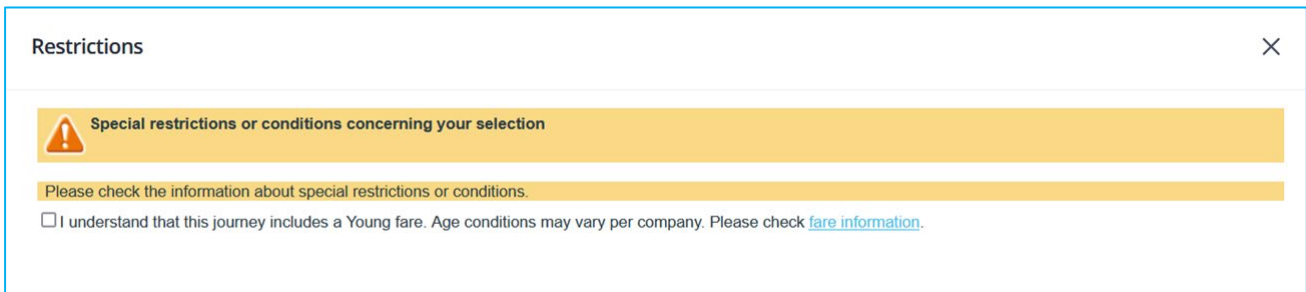 Restrictions
Special restrictions or conditions concerning your selection
Please check the information about special restrictions or conditions.
I understand that this journey includes a Young fare. Age conditions may vary per company. Please check fare information.